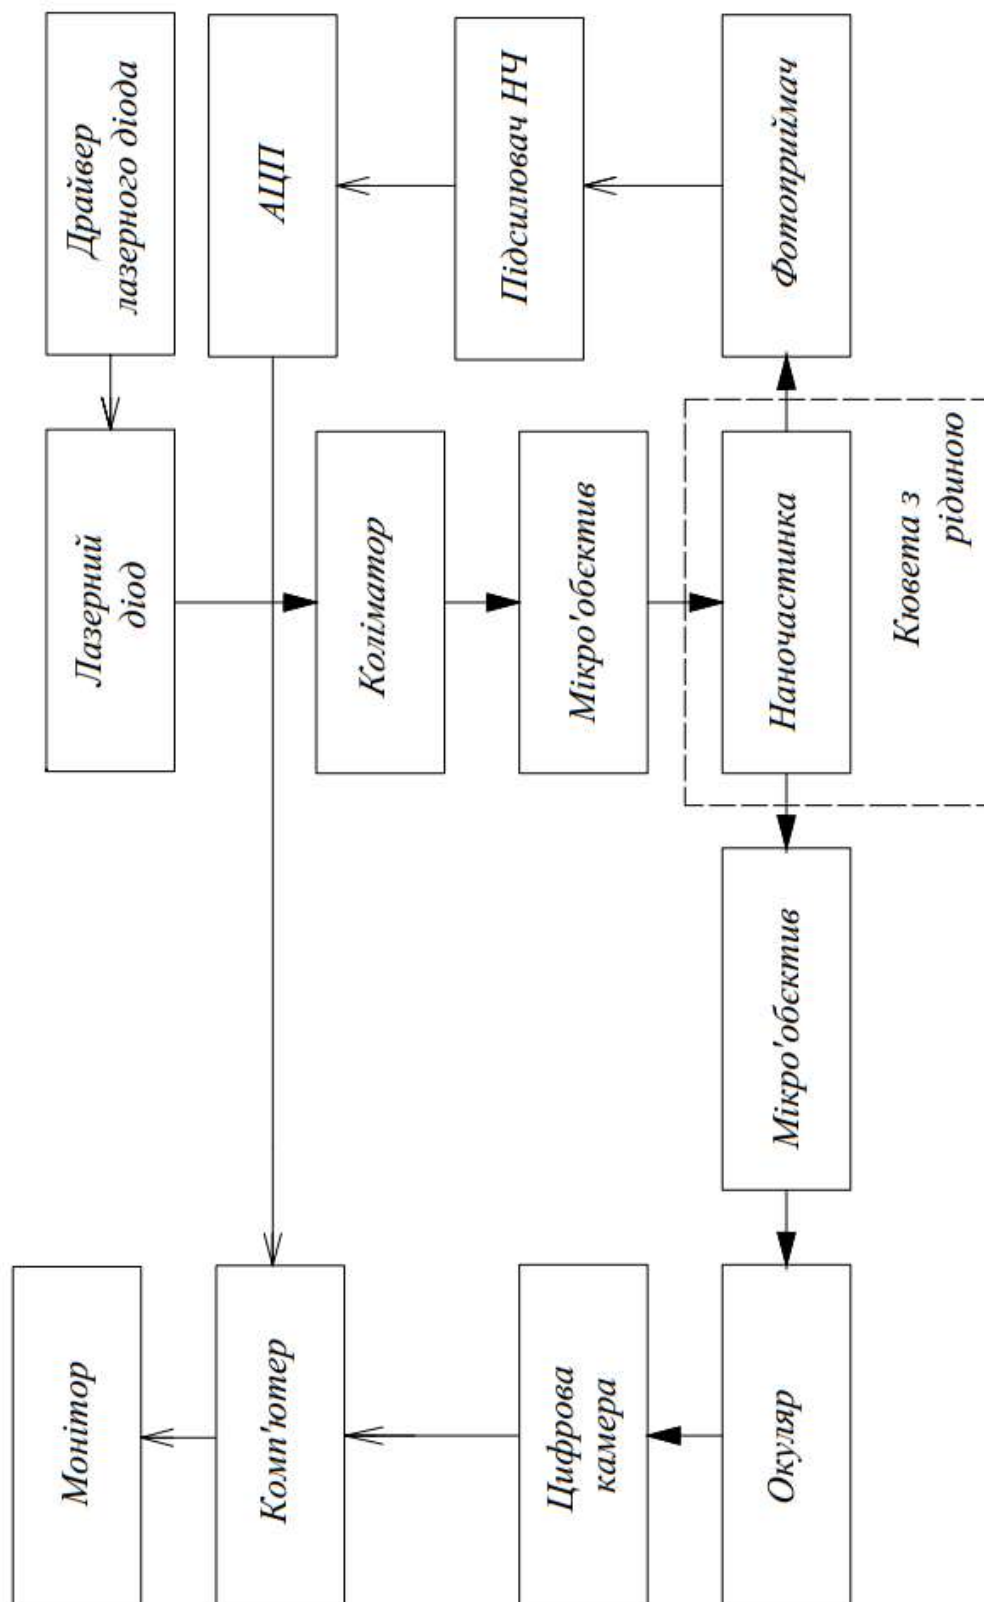 Драйвер
лазерного діода
Лазерний
діод
АЦП
Коліматор
Підсилювач НЧ
Мікро'обєктив
Фотоприймач
Наночастинка
Кювета з
рідиною
Мікро'обєктив
Окуляр
Цифрова
камера
Комп'ютер
Монітор